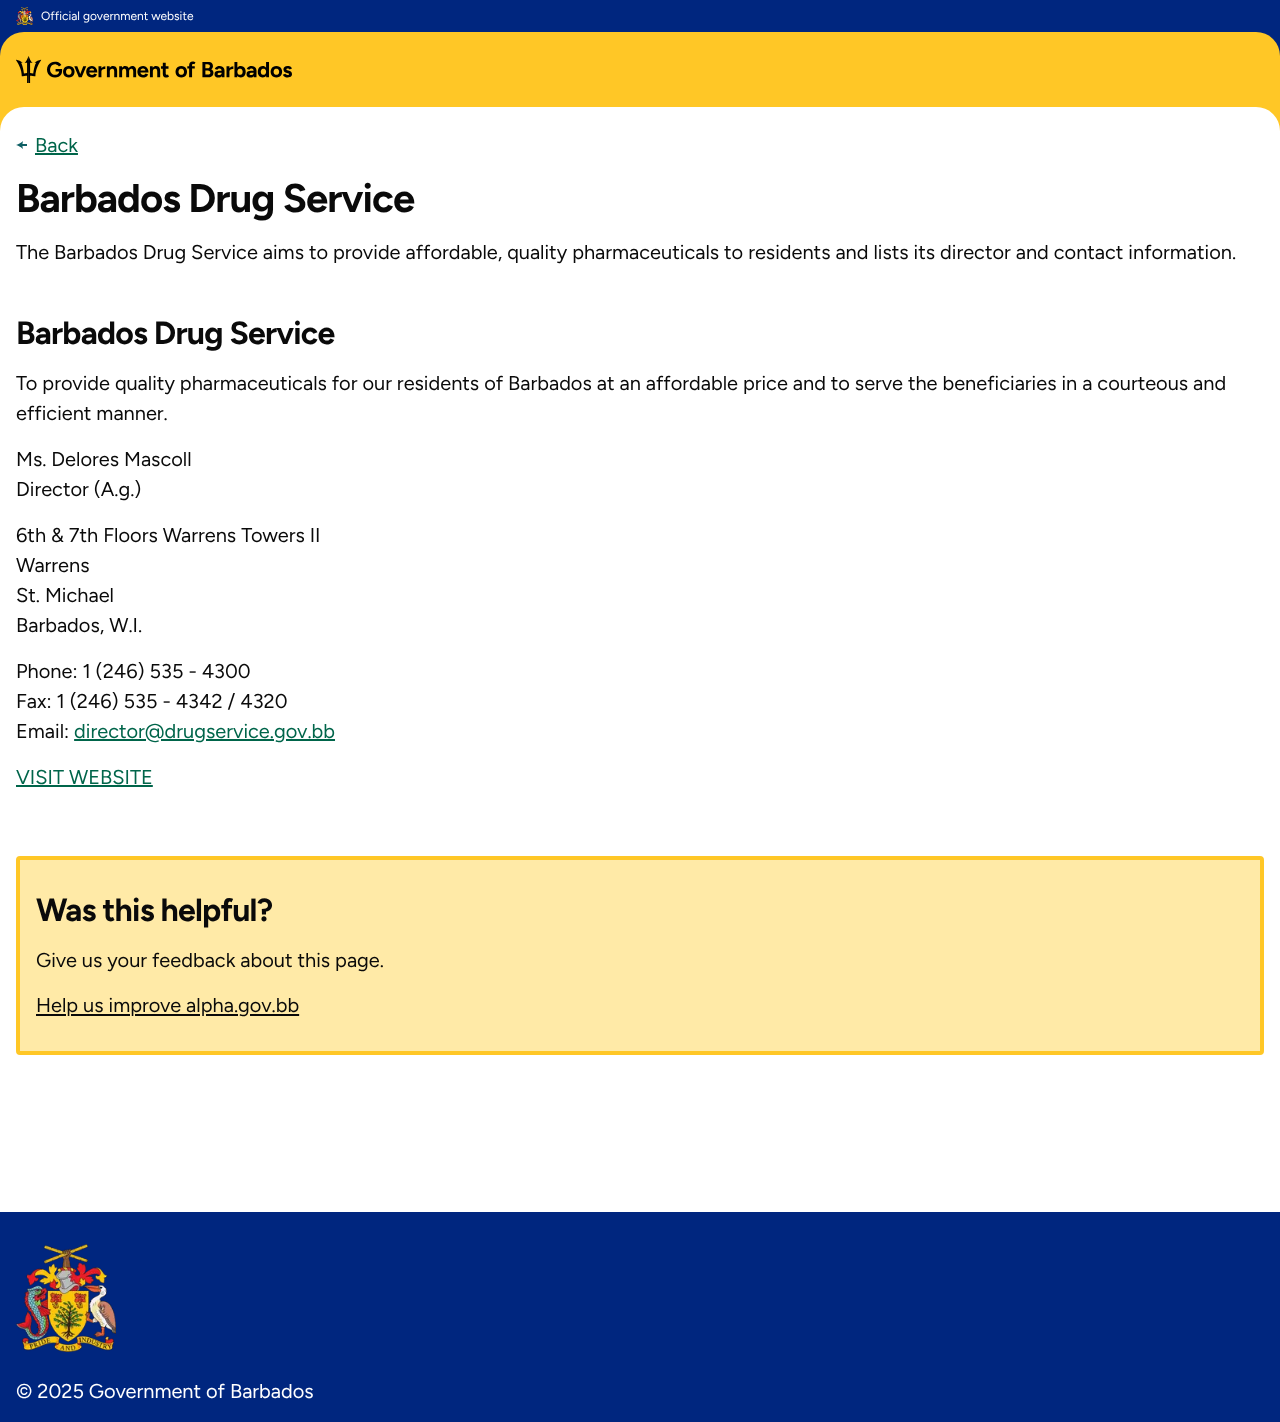 Official government website
Government of Barbados
Back
Barbados Drug Service
The Barbados Drug Service aims to provide affordable, quality pharmaceuticals to residents and lists its director and contact information.
Barbados Drug Service
To provide quality pharmaceuticals for our residents of Barbados at an affordable price and to serve the beneficiaries in a courteous and
efficient manner.
Ms. Delores Mascoll
Director (A.g.)
6th & 7th Floors Warrens Towers II
Warrens
St. Michael
Barbados, W.I.
Phone: 1 (246) 535 - 4300
Fax: 1 (246) 535 - 4342 / 4320
Email: director@drugservice.gov.bb
VISIT WEBSITE
Was this helpful?
Give us your feedback about this page.
Help us improve alpha.gov.bb
PRIDE AND INDUSTRY
© 2025 Government of Barbados